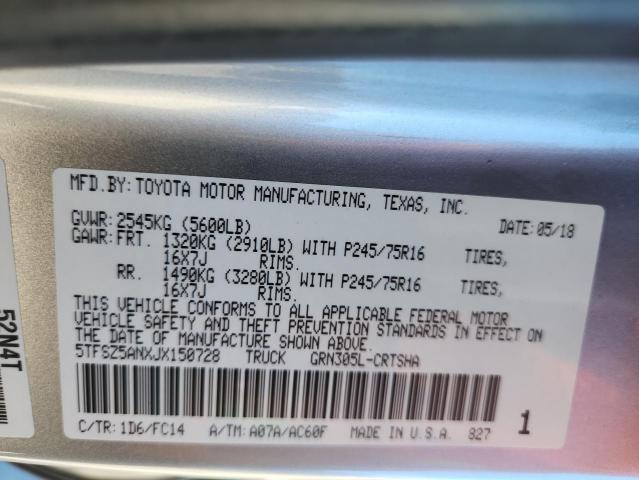 MFD.BY: TOYOTA MOTOR MANUFACTURING, TEXAS, INC.
GVWR: 2545KG (5600LB) DATE: 05/18
GAWR: FRT. 1320KG (2910LB) WITH P245/75R16 TIRES,
16X7J RIMS.
RR. 1490KG (3280LB) WITH P245/75R16 TIRES,
16X7J RIMS.
THIS VEHICLE CONFORMS TO ALL APPLICABLE FEDERAL MOTOR
VEHICLE SAFETY AND THEFT PREVENTION STANDARDS IN EFFECT ON
THE DATE OF MANUFACTURE SHOWN ABOVE.
5TFSZ5ANXJX150728 TRUCK GRN305L-CRTSHA
C/TR: 1D6/FC14 A/TM: A07A/AC60F MADE IN U.S.A. 827 1
52N4T